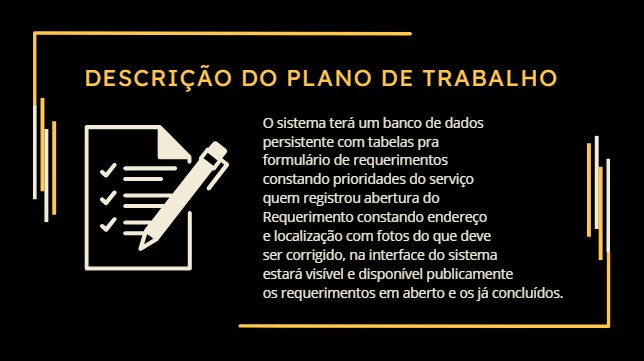 DESCRIÇÃO DO PLANO DE TRABALHO
O sistema terá um banco de dados
persistente com tabelas pra
formulário de requerimentos
constando prioridades do serviço
quem registrou abertura do
Requerimento constando endereço
e localização com fotos do que deve
ser corrigido, na interface do sistema
estará visível e disponível publicamente
os requerimentos em aberto e os já concluídos.